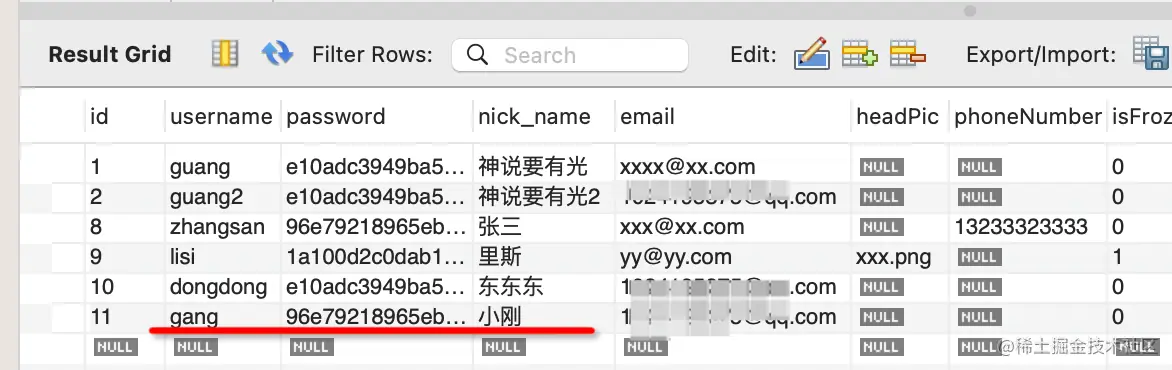 Result Grid Filter Rows: Search Edit: Export/Import:
id username password nick_name email headPic phoneNumber isFroz
1 guang e10adc3949ba5... 神说要有光 xxxx@xx.com NULL NULL 0
2 guang2 e10adc3949ba5... 神说要有光2 @qq.com NULL NULL 0
8 zhangsan 96e79218965eb... 张三 xxx@xx.com NULL 13233323333 0
9 lisi 1a100d2c0dab1... 里斯 yy@yy.com xxx.png NULL 1
10 dongdong e10adc3949ba5... 东东东 @qq.com NULL NULL 0
11 gang 96e79218965eb... 小刚 @qq.com NULL NULL 0
NULL NULL NULL NULL NULL NULL NULL
@稀土掘金技术社区